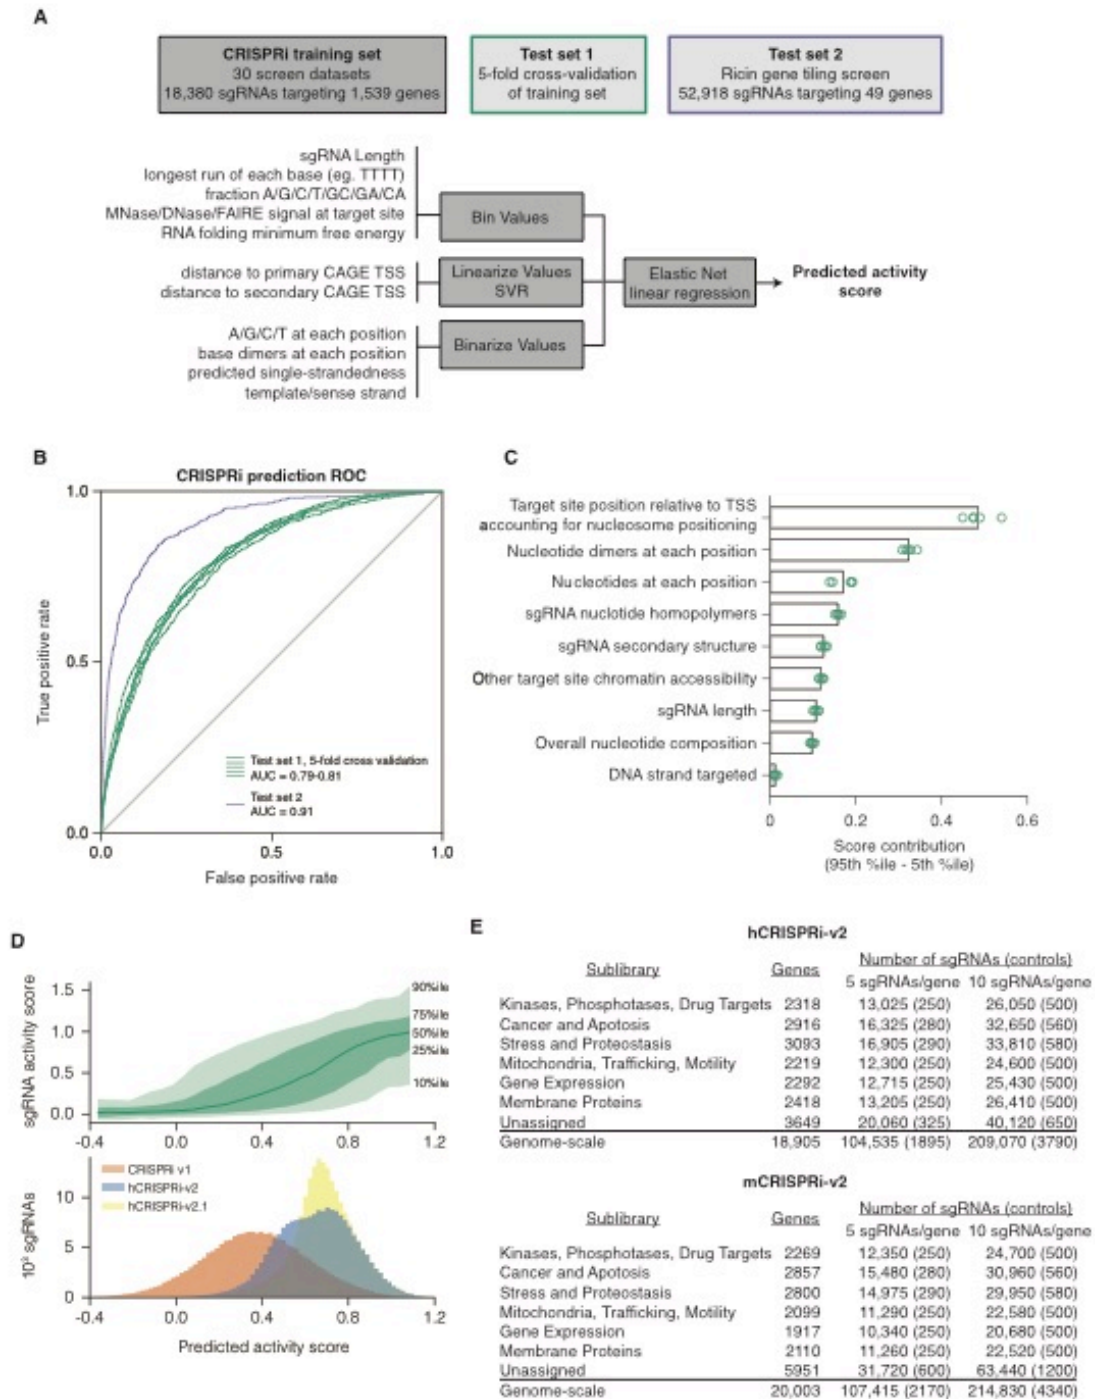 A
CRISPRi training set
30 screen datasets
18,380 sgRNAs targeting 1,539 genes
Test set 1
5-fold cross-validation
of training set
Test set 2
Ricin gene tiling screen
52,918 sgRNAs targeting 49 genes
sgRNA Length
longest run of each base (eg. TTTT)
fraction A/G/C/T/GC/GA/CA
MNase/DNase/FAIRE signal at target site
RNA folding minimum free energy
Bin Values
distance to primary CAGE TSS
distance to secondary CAGE TSS
Linearize Values
SVR
Elastic Net
linear regression
Predicted activity
score
A/G/C/T at each position
base dimers at each position
predicted single-strandedness
template/sense strand
Binarize Values
B
CRISPRi prediction ROC
1.0
0.5
0.0
True positive rate
Test set 1, 5-fold cross validation
AUC = 0.79-0.81
Test set 2
AUC = 0.91
0.0 0.5 1.0
False positive rate
C
Target site position relative to TSS
accounting for nucleosome positioning
Nucleotide dimers at each position
Nucleotides at each position
sgRNA nuclotide homopolymers
sgRNA secondary structure
Other target site chromatin accessibility
sgRNA length
Overall nucleotide composition
DNA strand targeted
0 0.2 0.4 0.6
Score contribution
(95th %ile - 5th %ile)
D
sgRNA activity score
1.5
1.0
0.5
0.0
90%ile
75%ile
50%ile
25%ile
10%ile
-0.4 0.0 0.4 0.8 1.2
CRISPRi v1
hCRISPRi-v2
hCRISPRi-v2.1
10³ sgRNAs
10
5
0
-0.4 0.0 0.4 0.8 1.2
Predicted activity score
E
hCRISPRi-v2
Number of sgRNAs (controls)
Sublibrary Genes 5 sgRNAs/gene 10 sgRNAs/gene
Kinases, Phosphotases, Drug Targets 2318 13,025 (250) 26,050 (500)
Cancer and Apotosis 2916 16,325 (280) 32,650 (560)
Stress and Proteostasis 3093 16,905 (290) 33,810 (580)
Mitochondria, Trafficking, Motility 2219 12,300 (250) 24,600 (500)
Gene Expression 2292 12,715 (250) 25,430 (500)
Membrane Proteins 2418 13,205 (250) 26,410 (500)
Unassigned 3649 20,060 (325) 40,120 (650)
Genome-scale 18,905 104,535 (1895) 209,070 (3790)
mCRISPRi-v2
Number of sgRNAs (controls)
Sublibrary Genes 5 sgRNAs/gene 10 sgRNAs/gene
Kinases, Phosphotases, Drug Targets 2269 12,350 (250) 24,700 (500)
Cancer and Apotosis 2857 15,480 (280) 30,960 (560)
Stress and Proteostasis 2800 14,975 (290) 29,950 (580)
Mitochondria, Trafficking, Motility 2099 11,290 (250) 22,580 (500)
Gene Expression 1917 10,340 (250) 20,680 (500)
Membrane Proteins 2110 11,260 (250) 22,520 (500)
Unassigned 5951 31,720 (600) 63,440 (1200)
Genome-scale 20,003 107,415 (2170) 214,830 (4340)